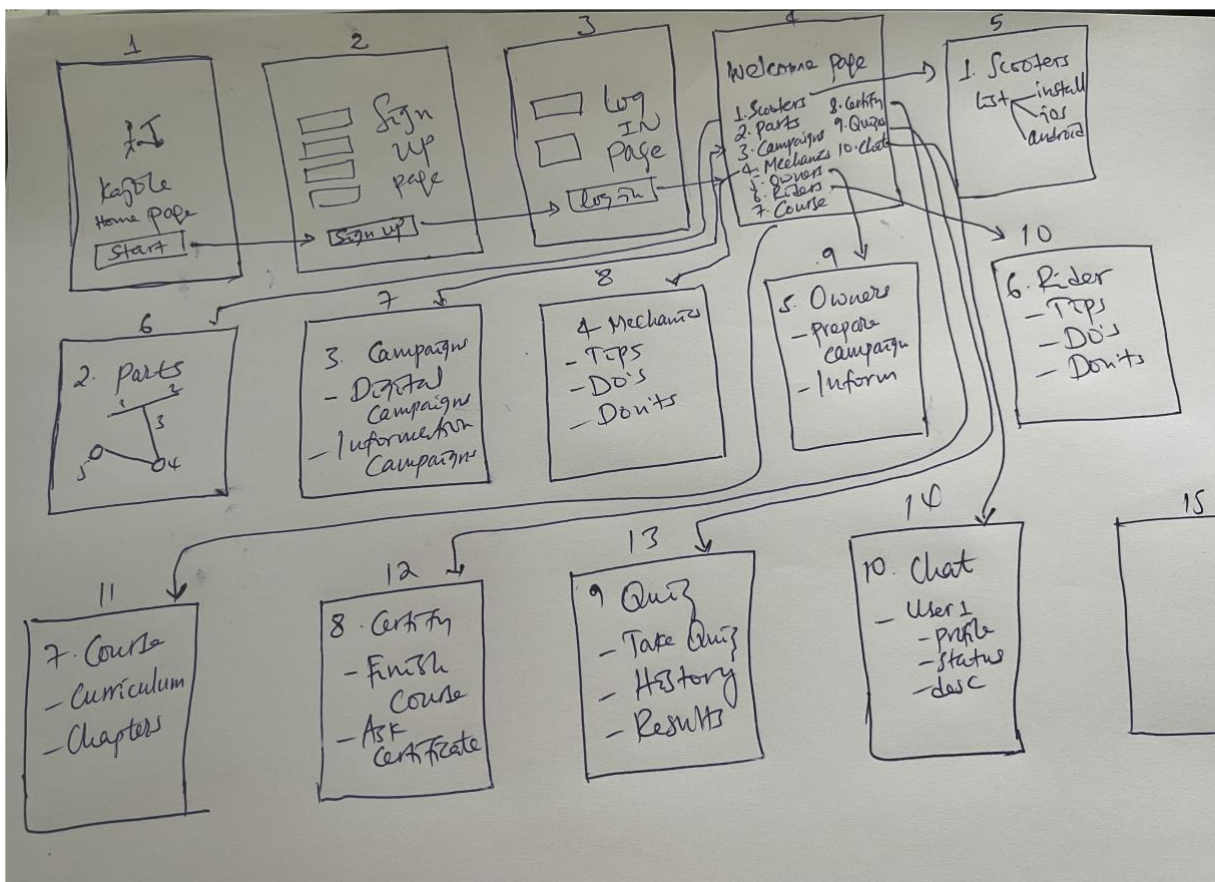 1
Kajole
Home page
Start
2
Sign
up
page
Sign up
3
Log
IN
page
Log in
4
Welcome page
1. Scooters
2. Parts
3. Campaigns
4. Mechanics
5. Owners
6. Riders
7. Course
8. Certify
9. Quiz
10. Chat
5
1. Scooters
List
install
ios
android
6
2. Parts
1 2
3
5 4
7
3. Campaigns
- Digital
Campaigns
- Information
Campaigns
8
4- Mechanics
- Tips
- DO's
- Don'ts
9
5. Owners
- Prepare
campaign
- Inform
10
6. Rider
- Tips
- DO's
- Don'ts
11
7. Course
- Curriculum
- Chapters
12
8. Certify
- Finish
Course
- Ask
Certificate
13
9 Quiz
- Take Quiz
- History
- Results
14
10. Chat
- User 1
- profile
- status
- desc
15